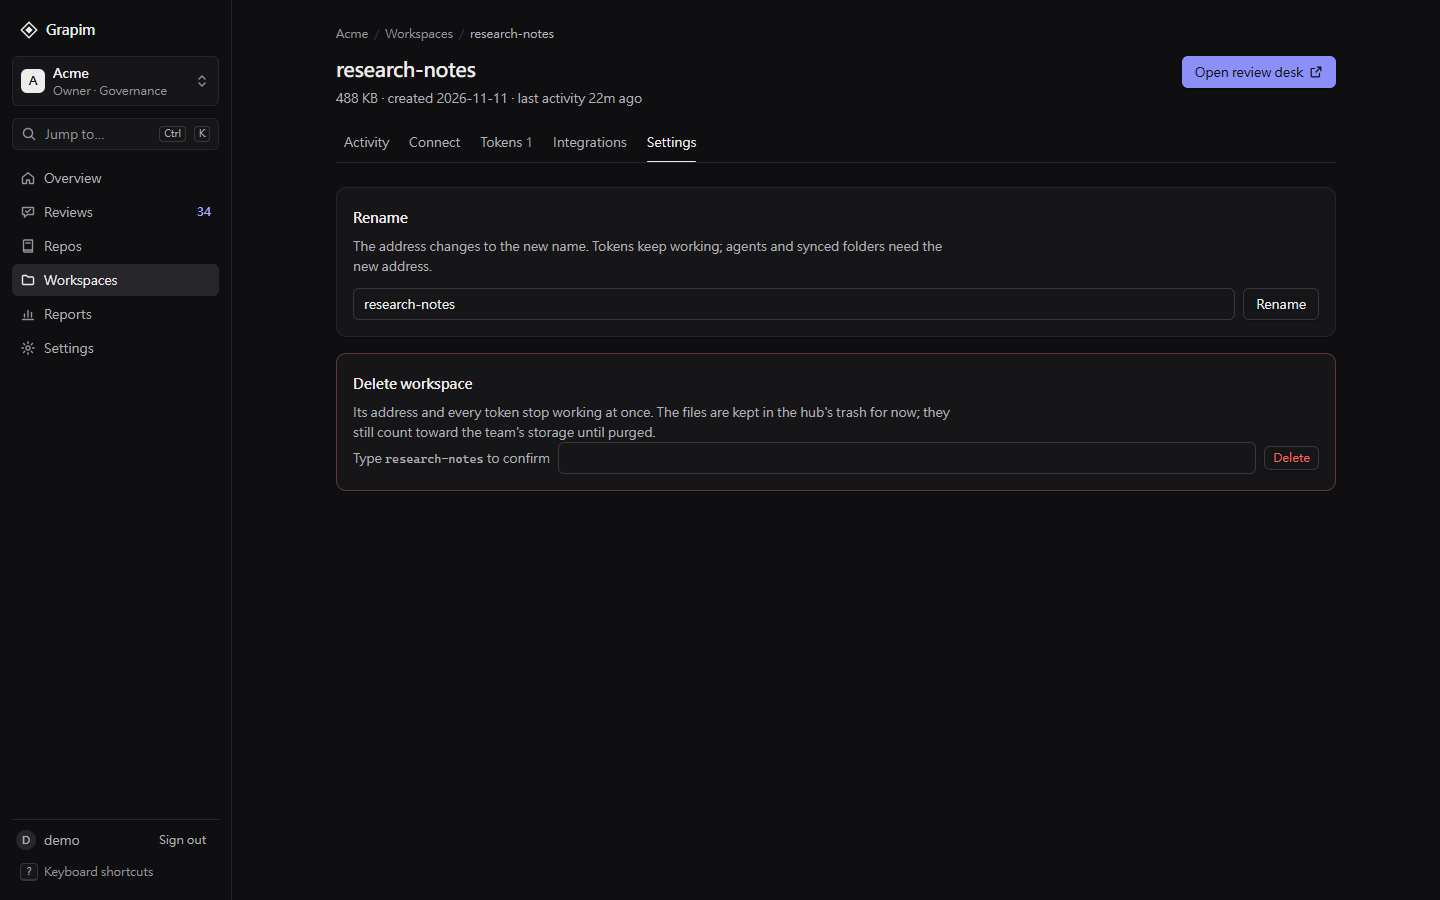 Grapim
A
Acme
Owner · Governance
Jump to...
Ctrl
K
Overview
Reviews
34
Repos
Workspaces
Reports
Settings
D
demo
Sign out
?
Keyboard shortcuts
Acme / Workspaces / research-notes
research-notes
488 KB · created 2026-11-11 · last activity 22m ago
Open review desk
Activity
Connect
Tokens 1
Integrations
Settings
Rename
The address changes to the new name. Tokens keep working; agents and synced folders need the
new address.
research-notes
Rename
Delete workspace
Its address and every token stop working at once. The files are kept in the hub's trash for now; they
still count toward the team's storage until purged.
Type research-notes to confirm
Delete